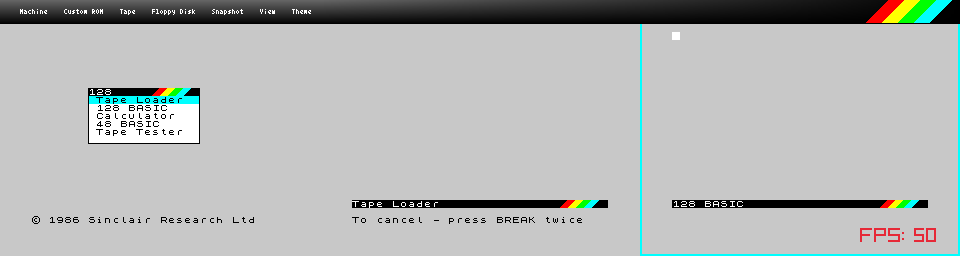 Machine Custom ROM Tape Floppy Disk Snapshot View Theme
128
Tape Loader
128 BASIC
Calculator
48 BASIC
Tape Tester
© 1986 Sinclair Research Ltd
Tape Loader
To cancel - press BREAK twice
128 BASIC
FPS: 50